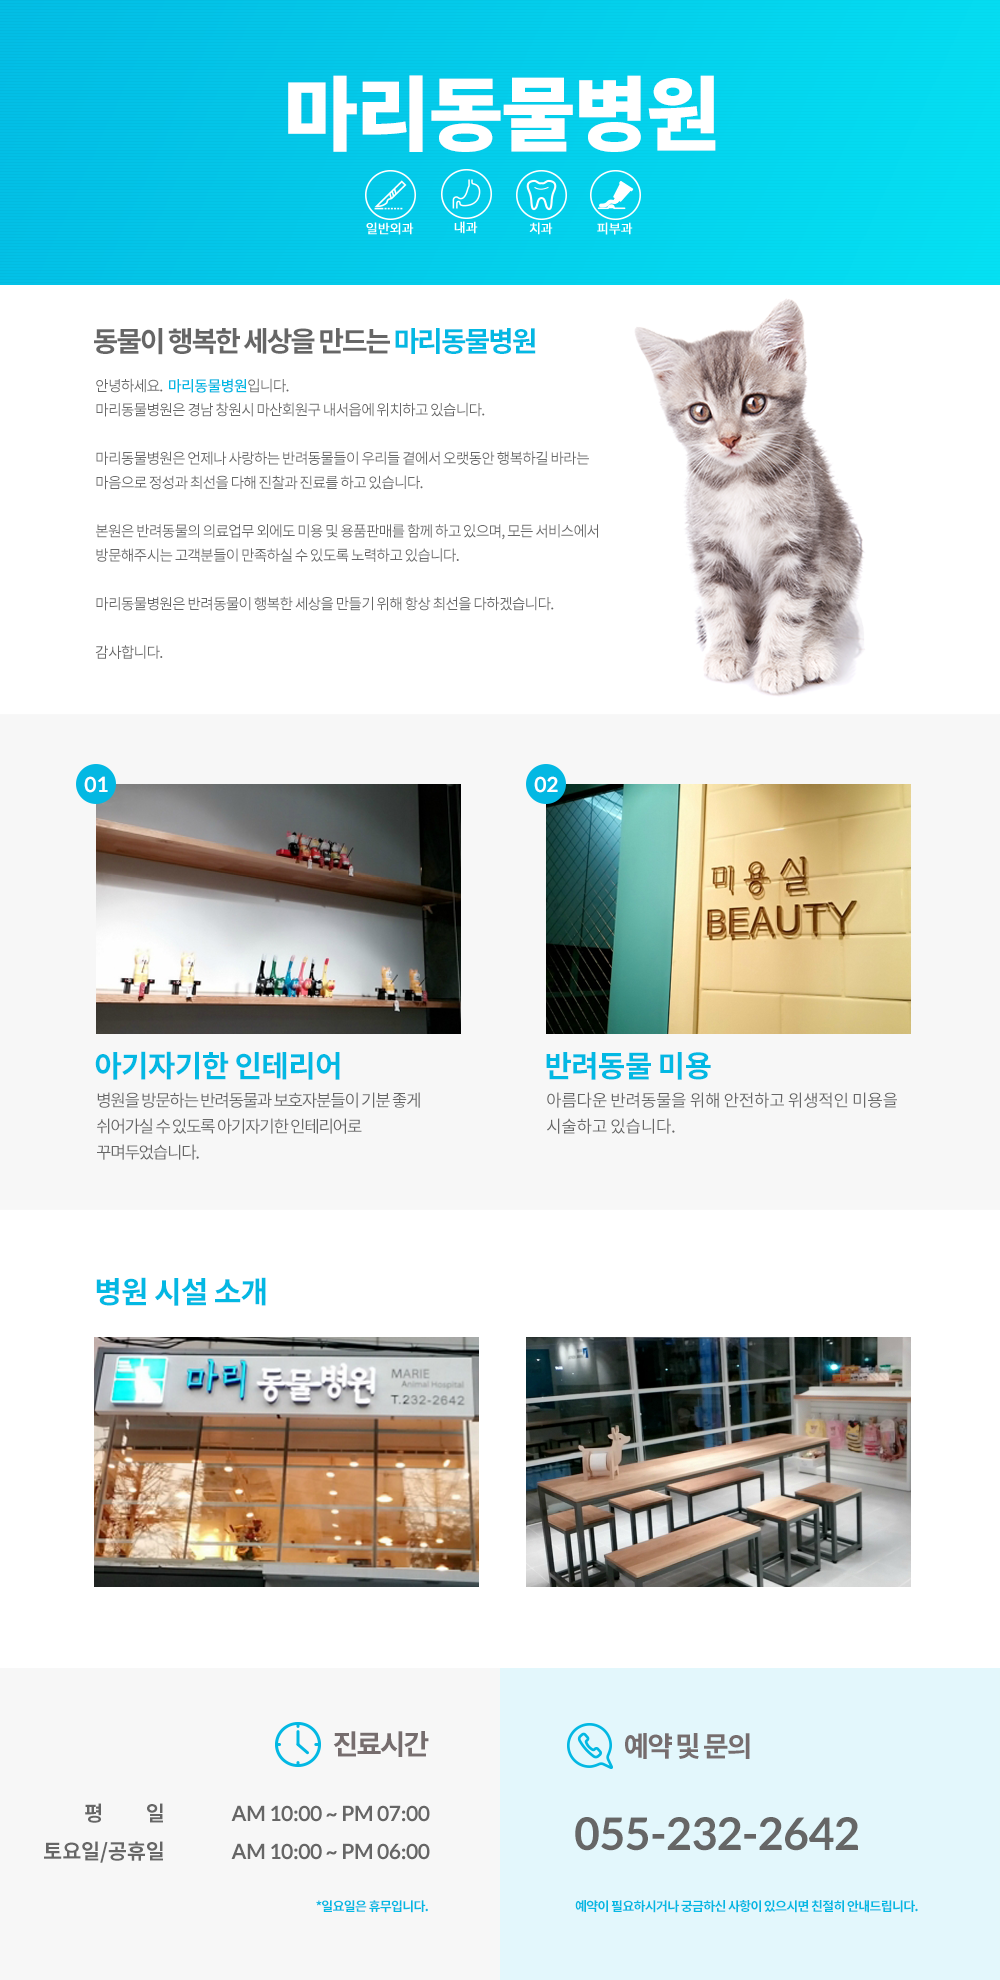 마리동물병원
일반외과 내과 치과 피부과
동물이 행복한 세상을 만드는 마리동물병원
안녕하세요. 마리동물병원입니다.
마리동물병원은 경남 창원시 마산회원구 내서읍에 위치하고 있습니다.
마리동물병원은 언제나 사랑하는 반려동물들이 우리들 곁에서 오랫동안 행복하길 바라는
마음으로 정성과 최선을 다해 진찰과 진료를 하고 있습니다.
본원은 반려동물의 의료업무 외에도 미용 및 용품판매를 함께 하고 있으며, 모든 서비스에서
방문해주시는 고객분들이 만족하실 수 있도록 노력하고 있습니다.
마리동물병원은 반려동물이 행복한 세상을 만들기 위해 항상 최선을 다하겠습니다.
감사합니다.
01
아기자기한 인테리어
병원을 방문하는 반려동물과 보호자분들이 기분 좋게
쉬어가실 수 있도록 아기자기한 인테리어로
꾸며두었습니다.
02
미용실
BEAUTY
반려동물 미용
아름다운 반려동물을 위해 안전하고 위생적인 미용을
시술하고 있습니다.
병원 시설 소개
마리 동물병원
MARIE
Animal Hospital
T.232-2642
진료시간
평 일 AM 10:00 ~ PM 07:00
토요일/공휴일 AM 10:00 ~ PM 06:00
*일요일은 휴무입니다.
예약 및 문의
055-232-2642
예약이 필요하시거나 궁금하신 사항이 있으시면 친절히 안내드립니다.